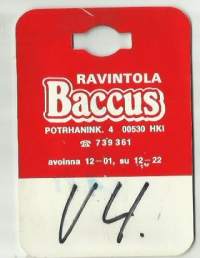 RAVINTOLA
Baccus
POTRHANINK. 4 00530 HKI
☎ 739 361
avoinna 12-01, su 12-22
V4.